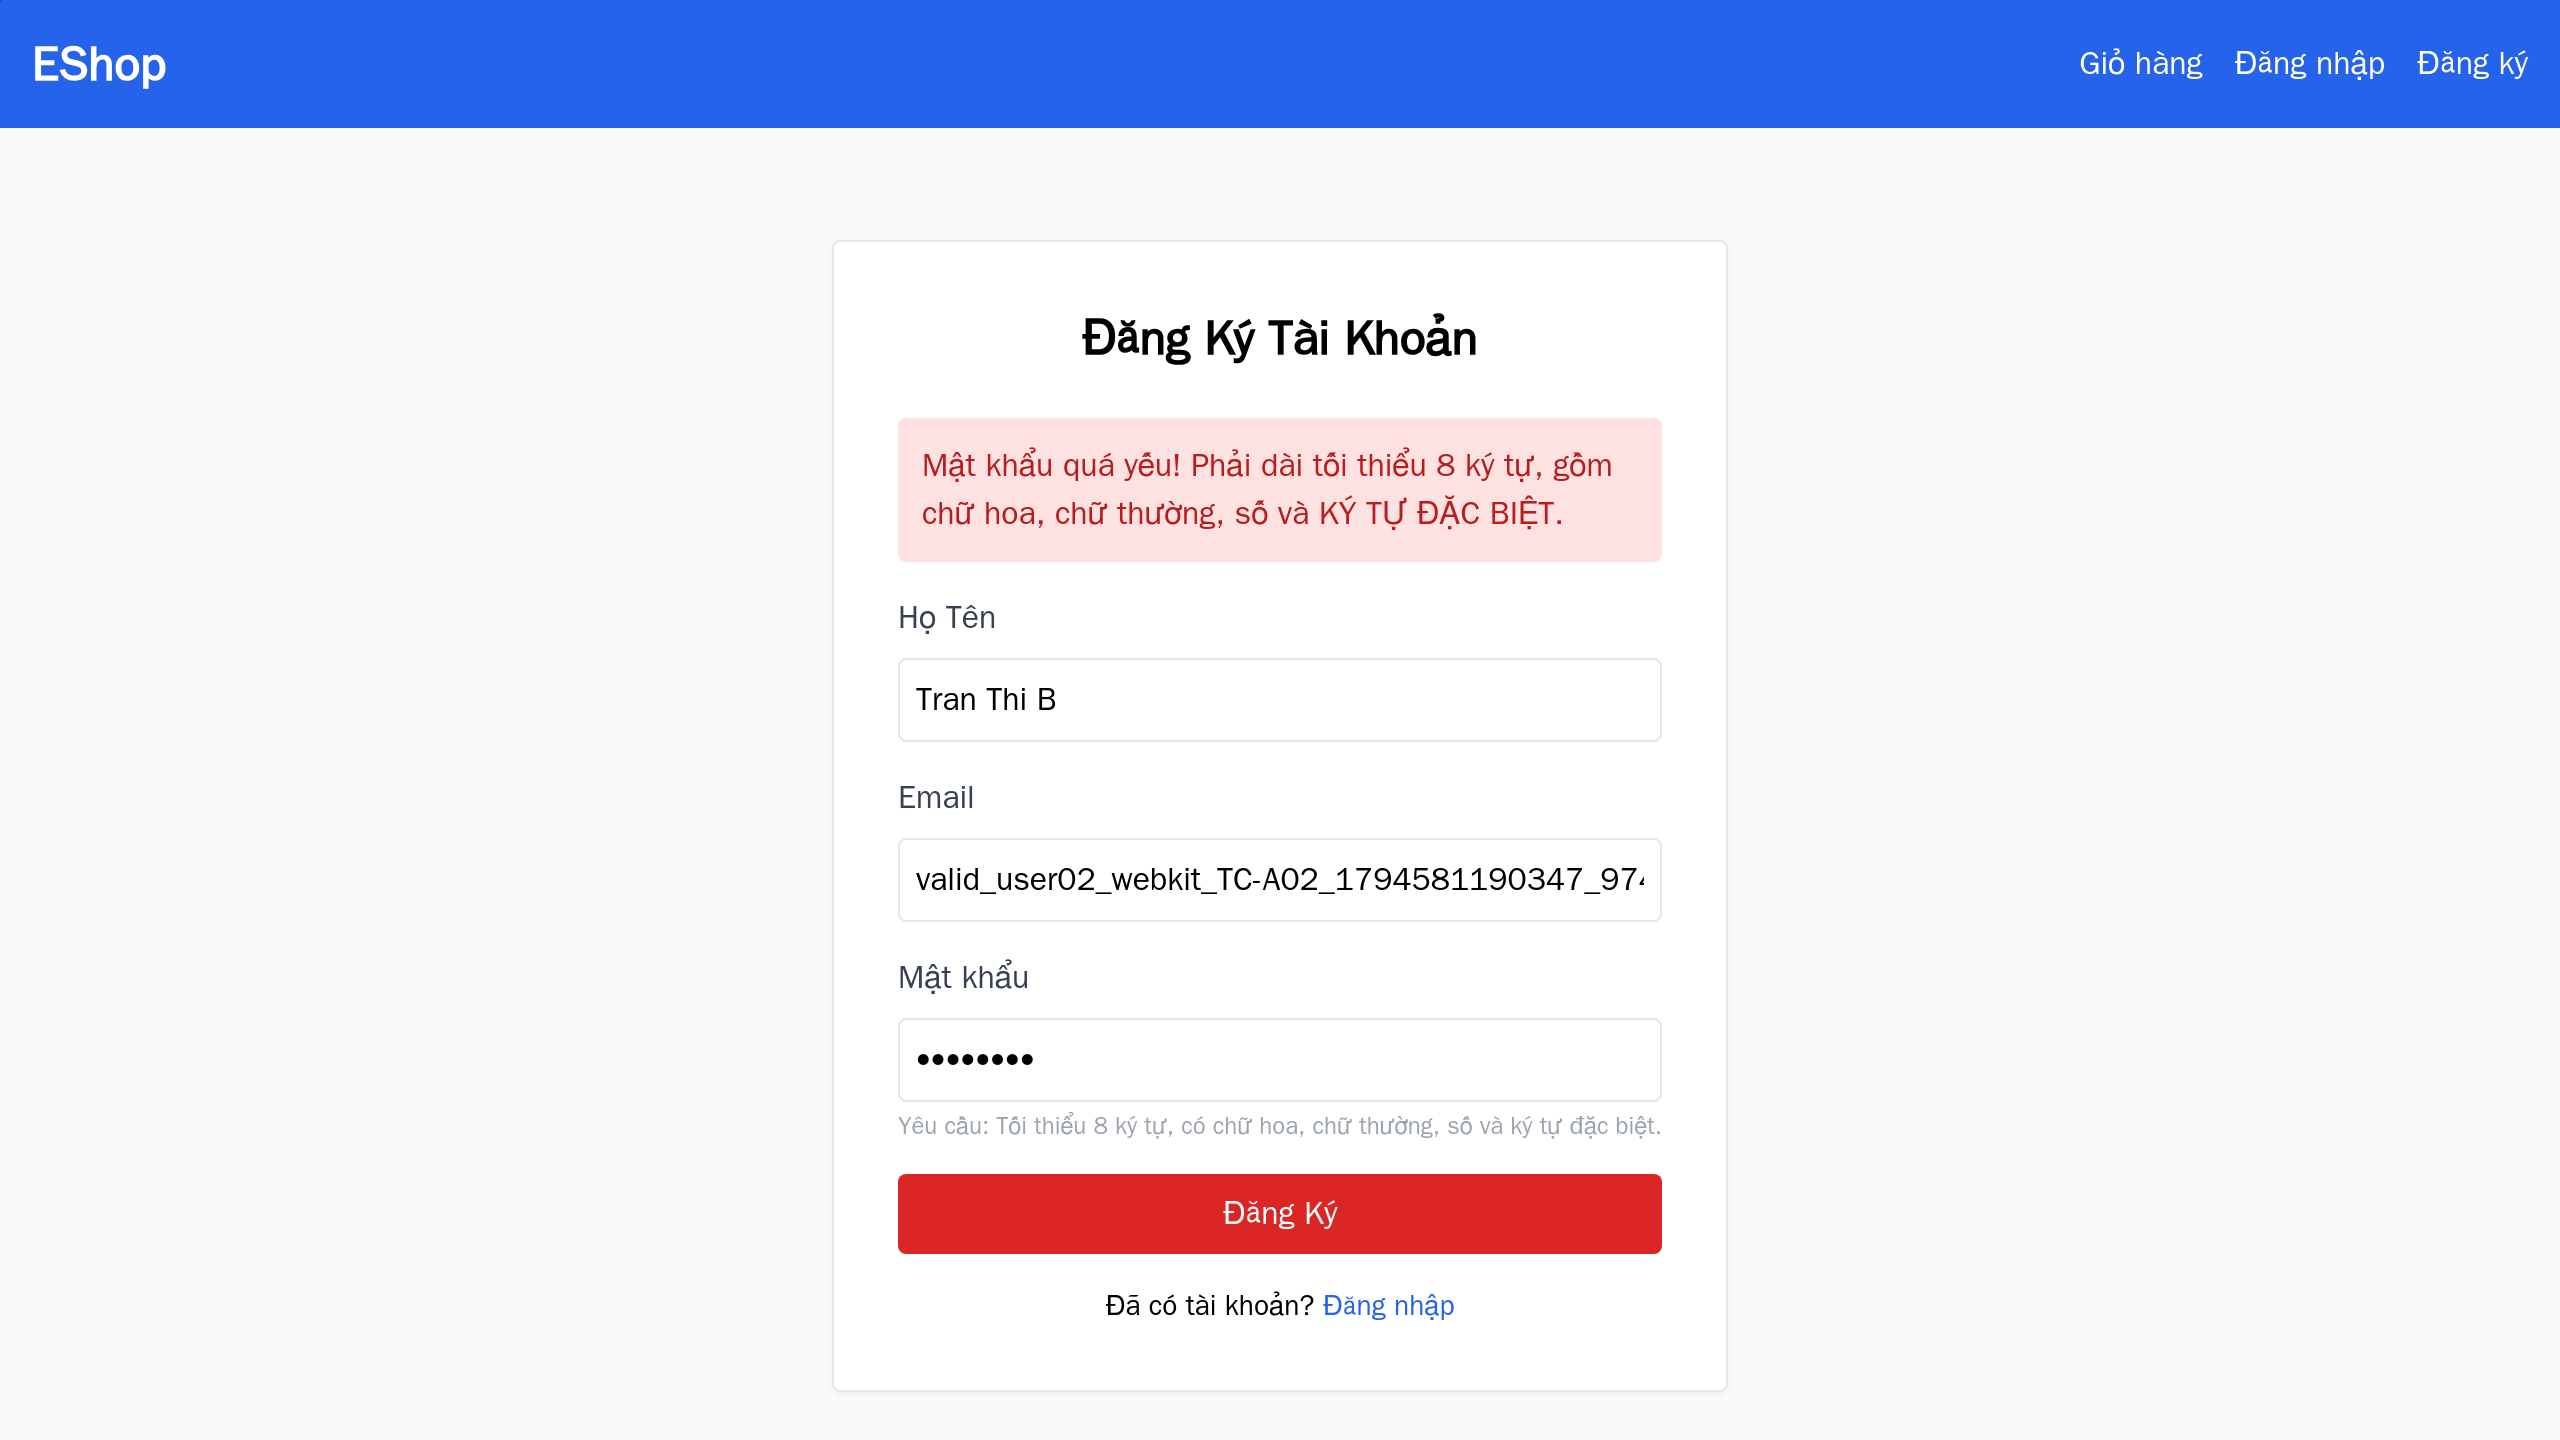 EShop
Giỏ hàng
Đăng nhập
Đăng ký
Đăng Ký Tài Khoản
Mật khẩu quá yếu! Phải dài tối thiểu 8 ký tự, gồm
chữ hoa, chữ thường, số và KÝ TỰ ĐẶC BIỆT.
Họ Tên
Tran Thi B
Email
valid_user02_webkit_TC-A02_1794581190347_974
Mật khẩu
••••••••
Yêu cầu: Tối thiểu 8 ký tự, có chữ hoa, chữ thường, số và ký tự đặc biệt.
Đăng Ký
Đã có tài khoản? Đăng nhập